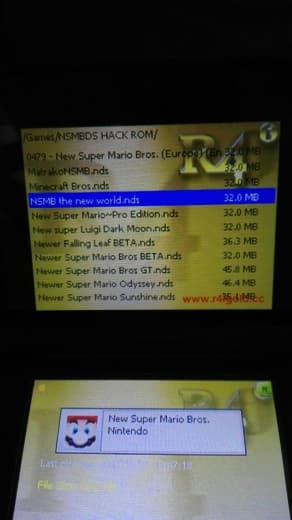 /Games/NSMBDS HACK ROM/
0479 - New Super Mario Bros. (Europe) (En 32.0 MB
MatrakoNSMB.nds 32.0 MB
Minecraft Bros.nds 32.0 MB
NSMB the new world.nds 32.0 MB
New Super Mario~Pro Edition.nds 32.0 MB
New super Luigi Dark Moon.nds 32.0 MB
Newer Falling Leaf BETA.nds 36.3 MB
Newer Super Mario Bros BETA.nds 32.0 MB
Newer Super Mario Bros GT.nds 45.8 MB
Newer Super Mario Odyssey.nds 46.4 MB
Newer Super Mario Sunshine.nds MB
www.r4igold.cc
R4
New Super Mario Bros.
Nintendo